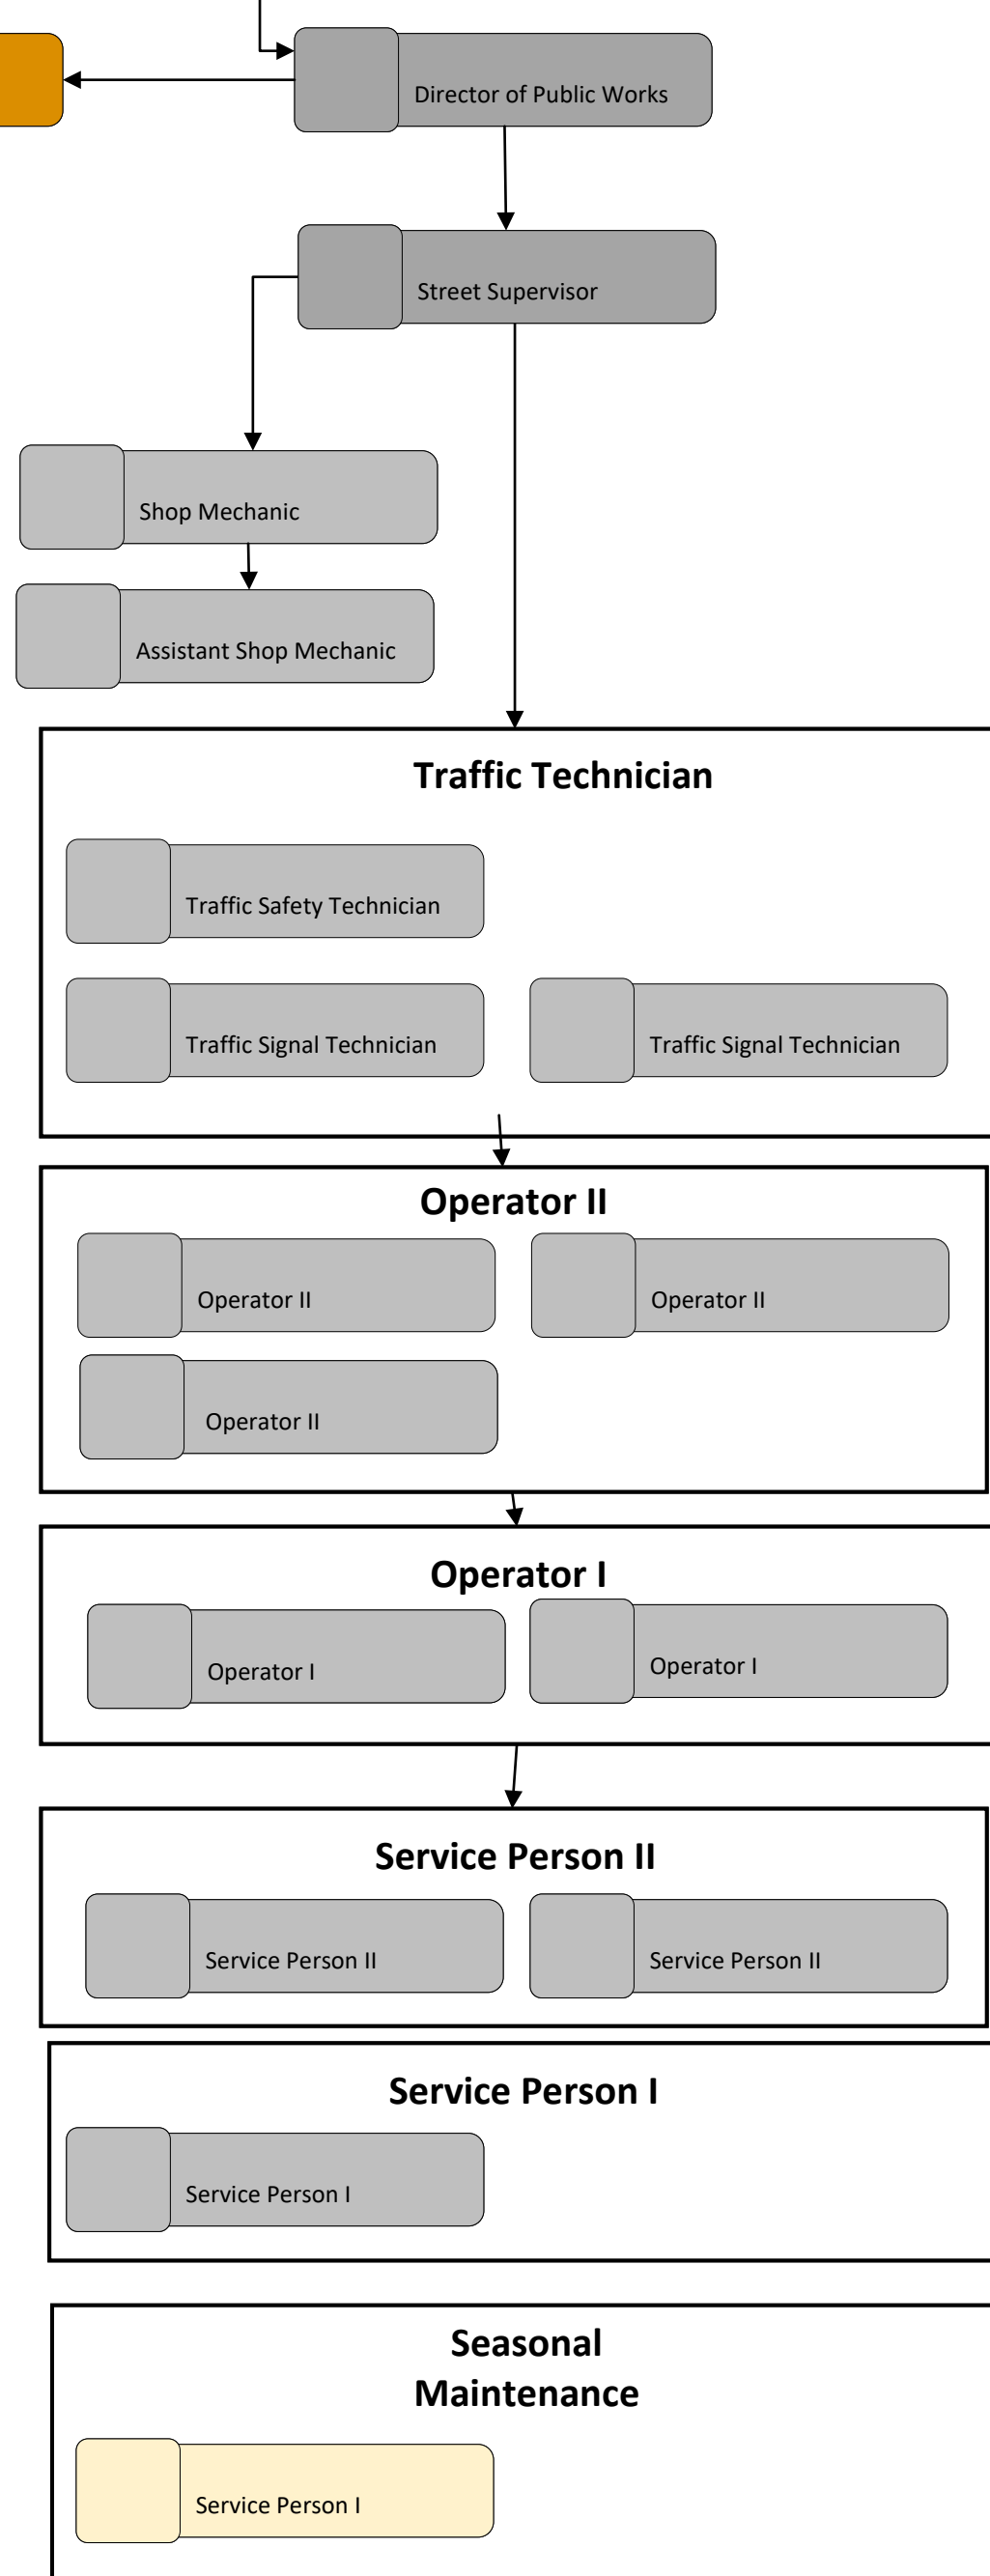 Director of Public Works
Street Supervisor
Shop Mechanic
Assistant Shop Mechanic
Traffic Technician
Traffic Safety Technician
Traffic Signal Technician
Traffic Signal Technician
Operator II
Operator II
Operator II
Operator II
Operator I
Operator I
Operator I
Service Person II
Service Person II
Service Person II
Service Person I
Service Person I
Seasonal
Maintenance
Service Person I